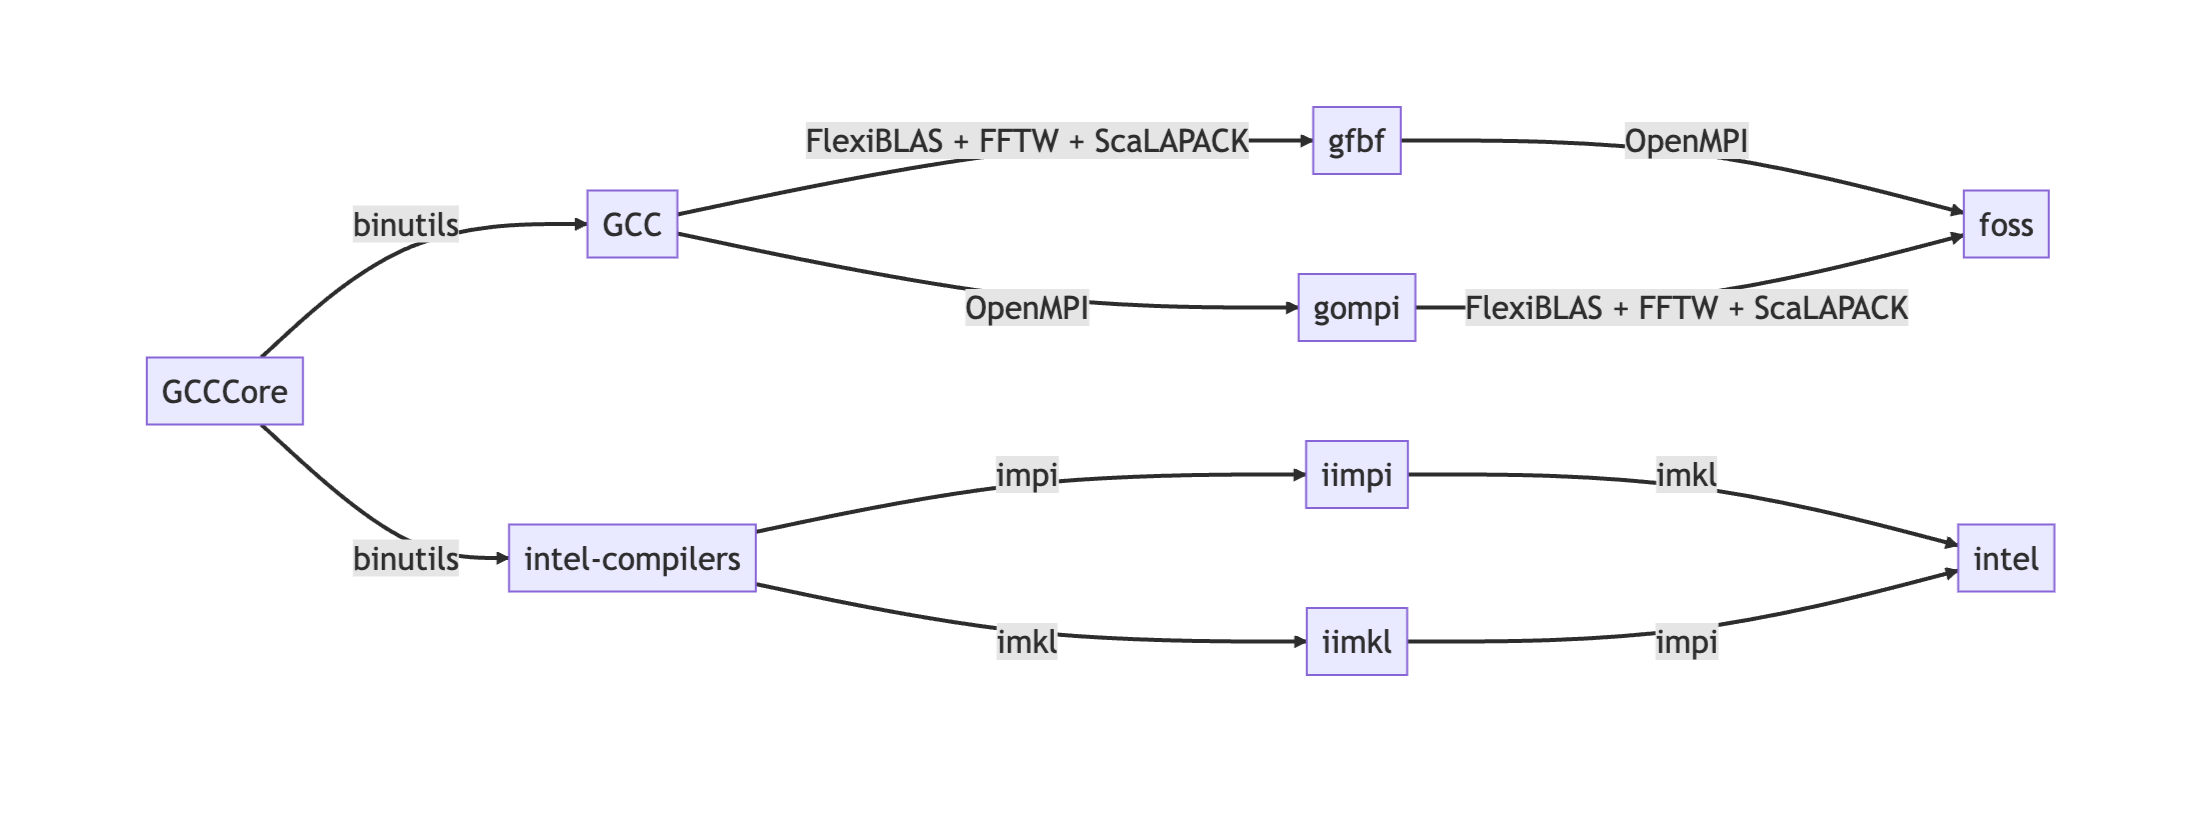 FlexiBLAS + FFTW + ScaLAPACK
gfbf
OpenMPI
binutils
GCC
foss
OpenMPI
gompi
FlexiBLAS + FFTW + ScaLAPACK
GCCCore
impi
iimpi
imkl
binutils
intel-compilers
intel
imkl
iimkl
impi